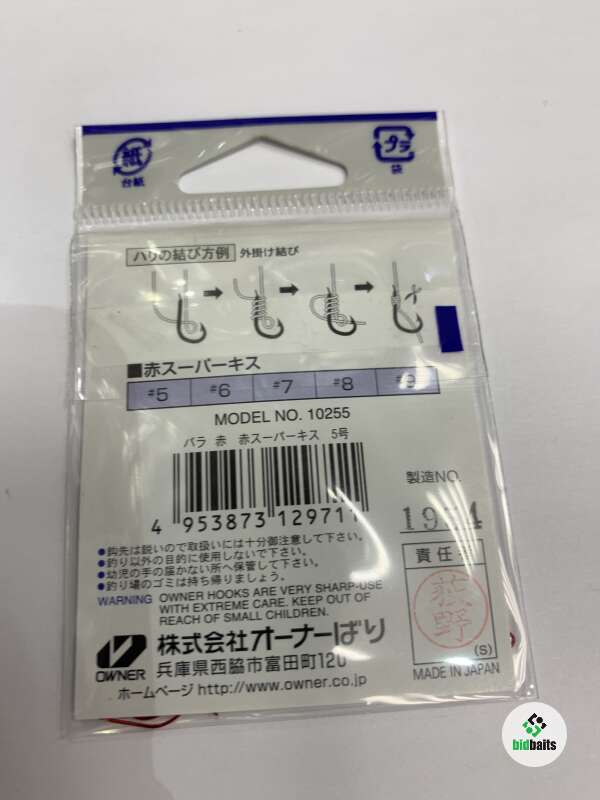 紙
台紙
プラ
袋
ハリの結び方例 外掛け結び
■赤スーパーキス
#5 #6 #7 #8 #9
MODEL NO. 10255
バラ 赤 赤スーパーキス 5号
4 953873 129711
製造NO.
●鈎先は鋭いので取扱いには十分御注意して下さい。
●釣り以外の目的に使用しないで下さい。
●幼児の手の届かない所へ保管して下さい。
●釣り場のゴミは持ち帰りましょう。
WARNING OWNER HOOKS ARE VERY SHARP-USE
WITH EXTREME CARE. KEEP OUT OF
REACH OF SMALL CHILDREN.
責任者
荻野
(S)
OWNER 株式会社オーナーばり
兵庫県西脇市富田町120
ホームページ http://www.owner.co.jp
MADE IN JAPAN
bidbaits